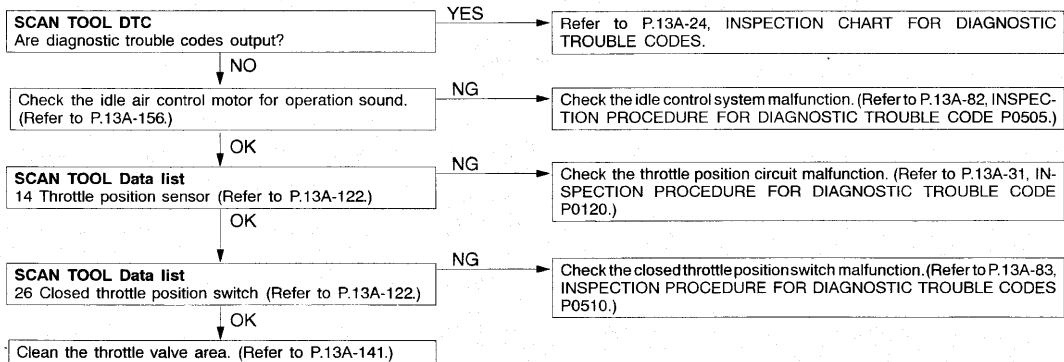 SCAN TOOL DTC
Are diagnostic trouble codes output?
YES
Refer to P.13A-24, INSPECTION CHART FOR DIAGNOSTIC
TROUBLE CODES.
NO
Check the idle air control motor for operation sound.
(Refer to P.13A-156.)
NG
Check the idle control system malfunction. (Refer to P.13A-82, INSPEC-
TION PROCEDURE FOR DIAGNOSTIC TROUBLE CODE P0505.)
OK
SCAN TOOL Data list
14 Throttle position sensor (Refer to P.13A-122.)
NG
Check the throttle position circuit malfunction. (Refer to P.13A-31, IN-
SPECTION PROCEDURE FOR DIAGNOSTIC TROUBLE CODE
P0120.)
OK
SCAN TOOL Data list
26 Closed throttle position switch (Refer to P.13A-122.)
NG
Check the closed throttle position switch malfunction. (Refer to P.13A-83,
INSPECTION PROCEDURE FOR DIAGNOSTIC TROUBLE CODES
P0510.)
OK
Clean the throttle valve area. (Refer to P.13A-141.)